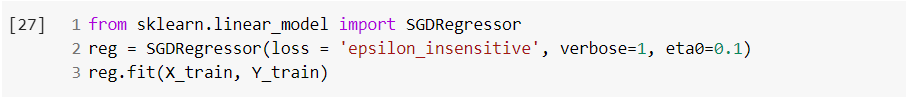 [27] 1 from sklearn.linear_model import SGDRegressor
2 reg = SGDRegressor(loss = 'epsilon_insensitive', verbose=1, eta0=0.1)
3 reg.fit(X_train, Y_train)